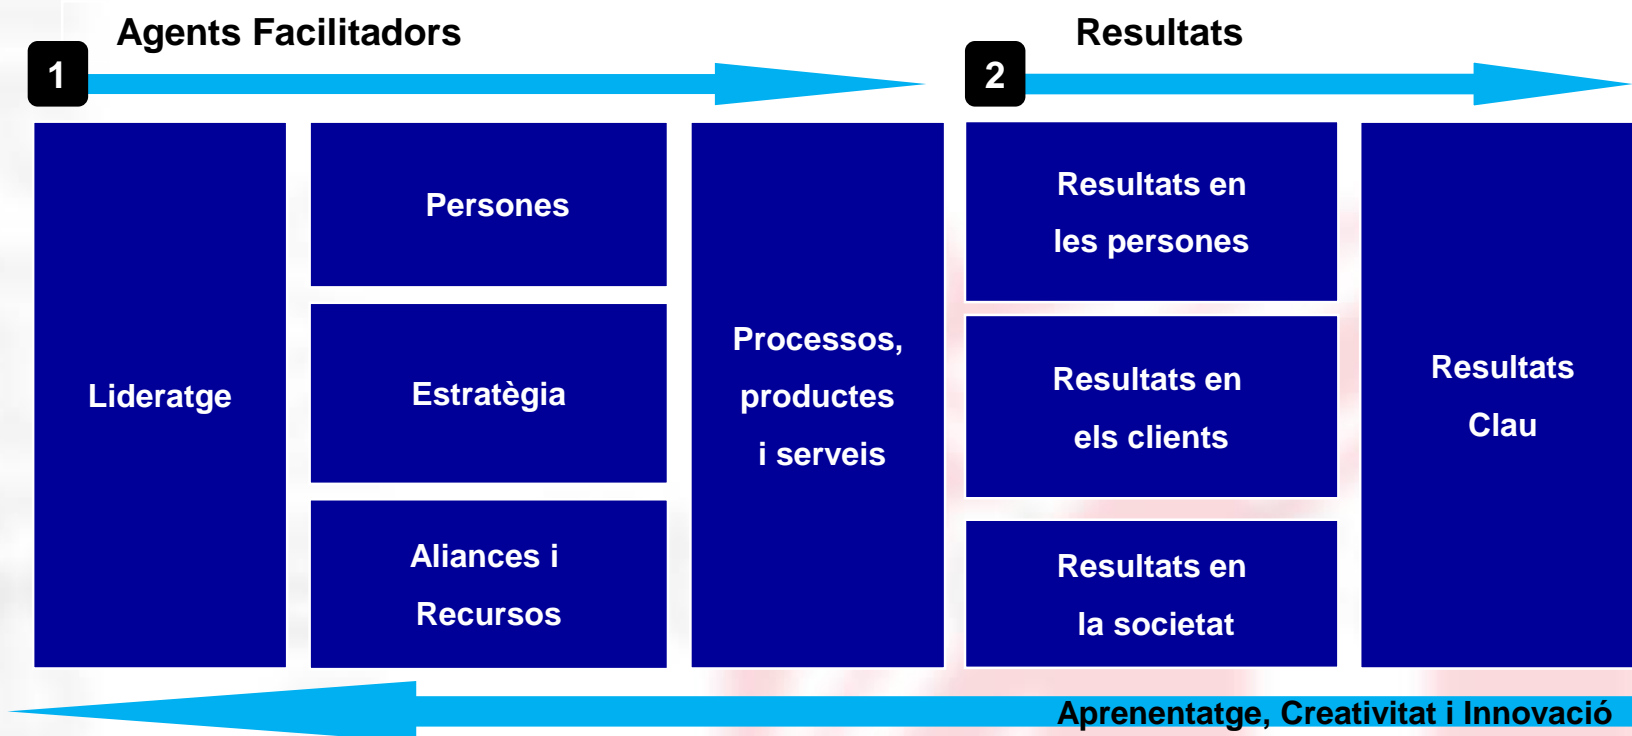 Agents Facilitadors
Resultats
1
2
Lideratge
Persones
Estratègia
Aliances i
Recursos
Processos,
productes
i serveis
Resultats en
les persones
Resultats en
els clients
Resultats en
la societat
Resultats
Clau
Aprenentatge, Creativitat i Innovació